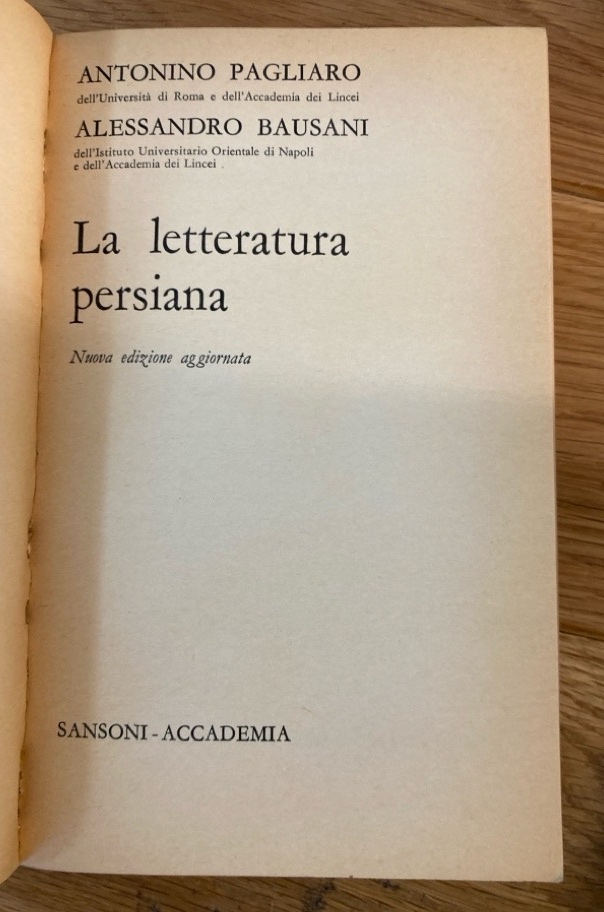 ANTONINO PAGLIARO
dell'Università di Roma e dell'Accademia dei Lincei
ALESSANDRO BAUSANI
dell'Istituto Universitario Orientale di Napoli
e dell'Accademia dei Lincei
La letteratura
persiana
Nuova edizione aggiornata
SANSONI - ACCADEMIA